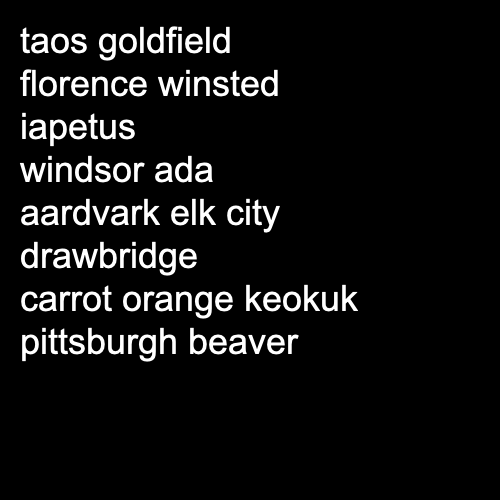 taos goldfield
florence winsted
iapetus
windsor ada
aardvark elk city
drawbridge
carrot orange keokuk
pittsburgh beaver